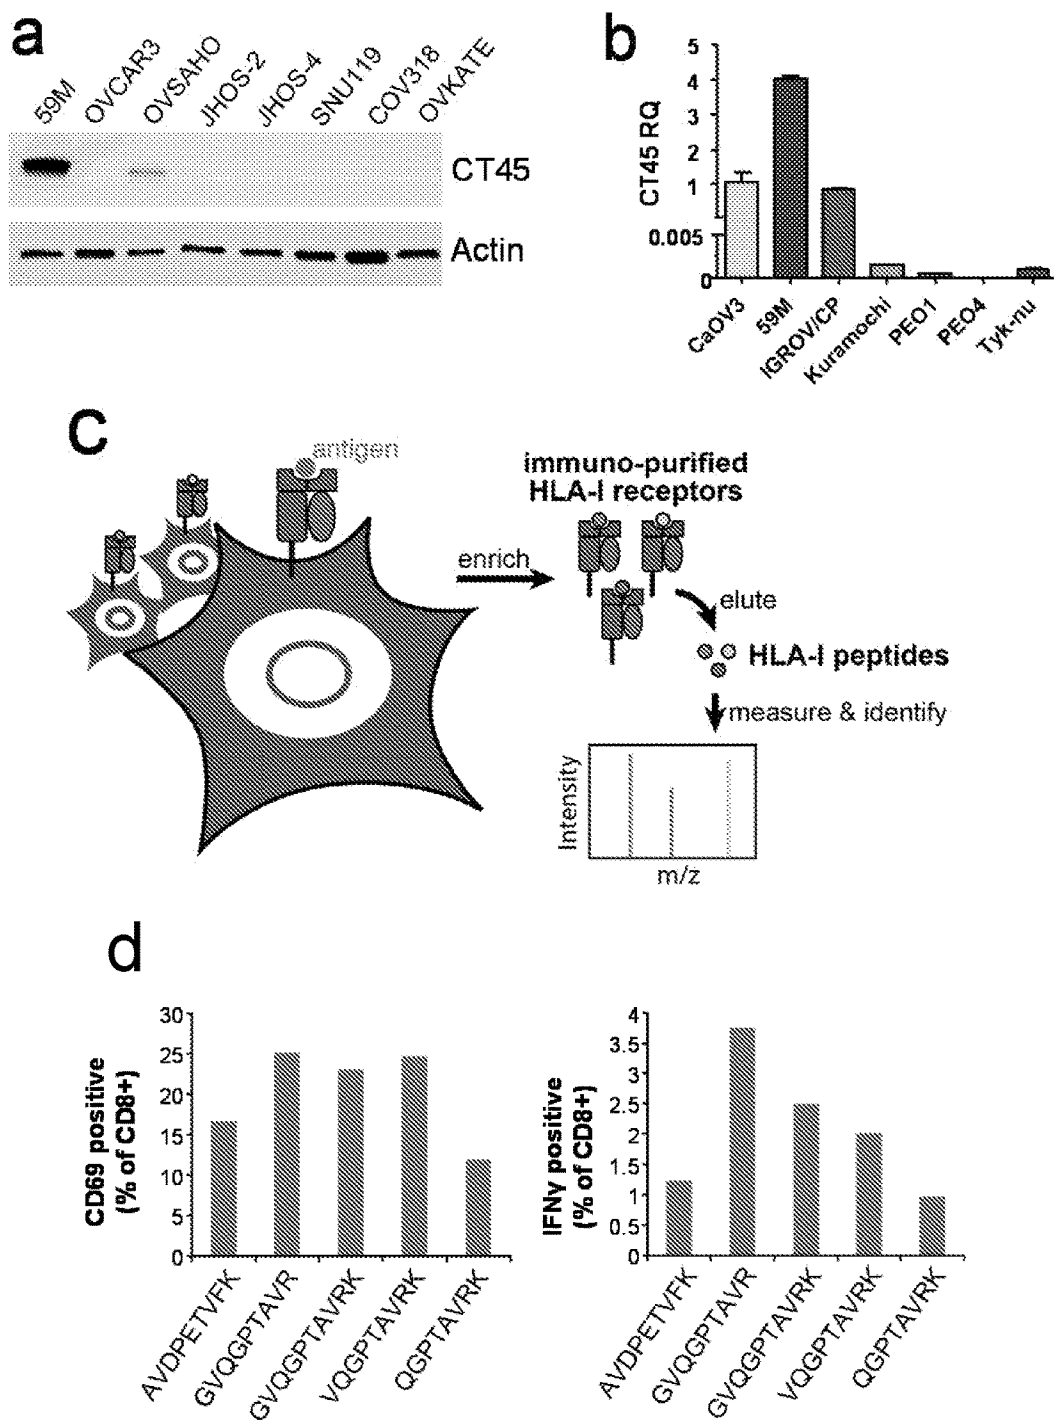 a
59M
OVCAR3
OVSAHO
JHOS-2
JHOS-4
SNU119
COV318
OVKATE
CT45
Actin
b
CT45 RQ
5
4
3
2
1
0.005
0
CaOV3
59M
IGROV/CP
Kuramochi
PEO1
PEO4
Tyk-nu
c
antigen
enrich
immuno-purified
HLA-I receptors
elute
HLA-I peptides
measure & identify
Intensity
m/z
d
CD69 positive
(% of CD8+)
30
25
20
15
10
5
0
AVDPETVFK
GVQGPTAVR
GVQGPTAVRK
VQGPTAVRK
QGPTAVRK
IFNγ positive
(% of CD8+)
4
3.5
3
2.5
2
1.5
1
0.5
0
AVDPETVFK
GVQGPTAVR
GVQGPTAVRK
VQGPTAVRK
QGPTAVRK